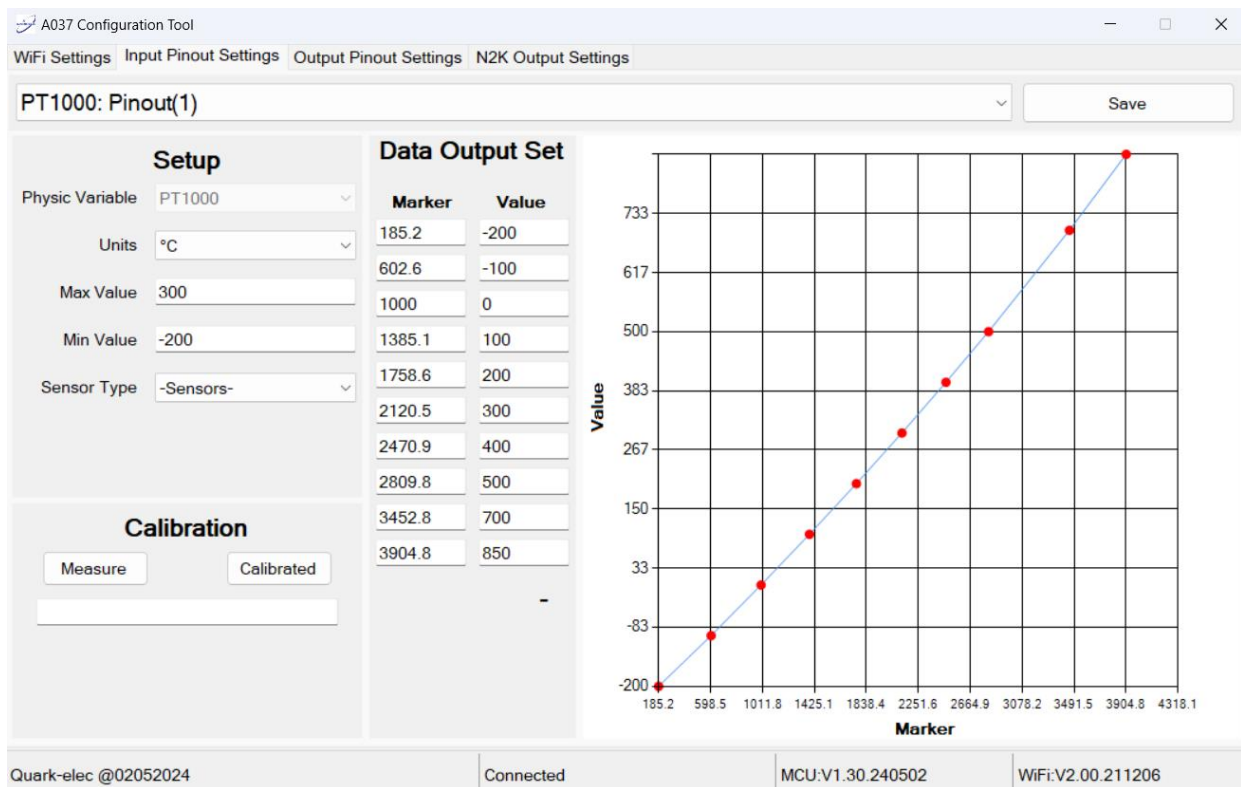 A037 Configuration Tool
WiFi Settings Input Pinout Settings Output Pinout Settings N2K Output Settings
PT1000: Pinout(1)
Save
Setup
Physic Variable PT1000
Units °C
Max Value 300
Min Value -200
Sensor Type -Sensors-
Calibration
Measure Calibrated
Data Output Set
Marker Value
185.2 -200
602.6 -100
1000 0
1385.1 100
1758.6 200
2120.5 300
2470.9 400
2809.8 500
3452.8 700
3904.8 850
-
733
617
500
383
267
150
33
-83
-200
Value
185.2 598.5 1011.8 1425.1 1838.4 2251.6 2664.9 3078.2 3491.5 3904.8 4318.1
Marker
Quark-elec @02052024 Connected MCU:V1.30.240502 WiFi:V2.00.211206